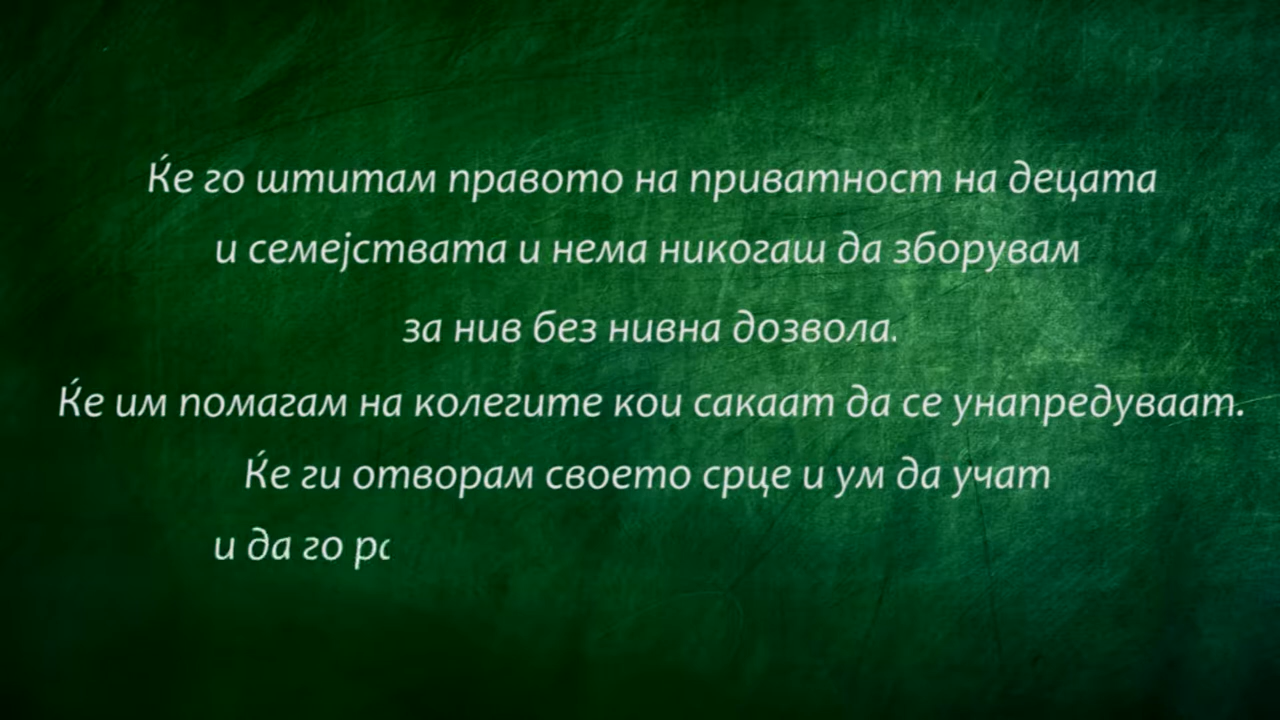 Ќе го штитам правото на приватност на децата
и семејствата и нема никогаш да зборувам
за нив без нивна дозвола.
Ќе им помагам на колегите кои сакаат да се унапредуваат.
Ќе ги отворам своето срце и ум да учат
и да го